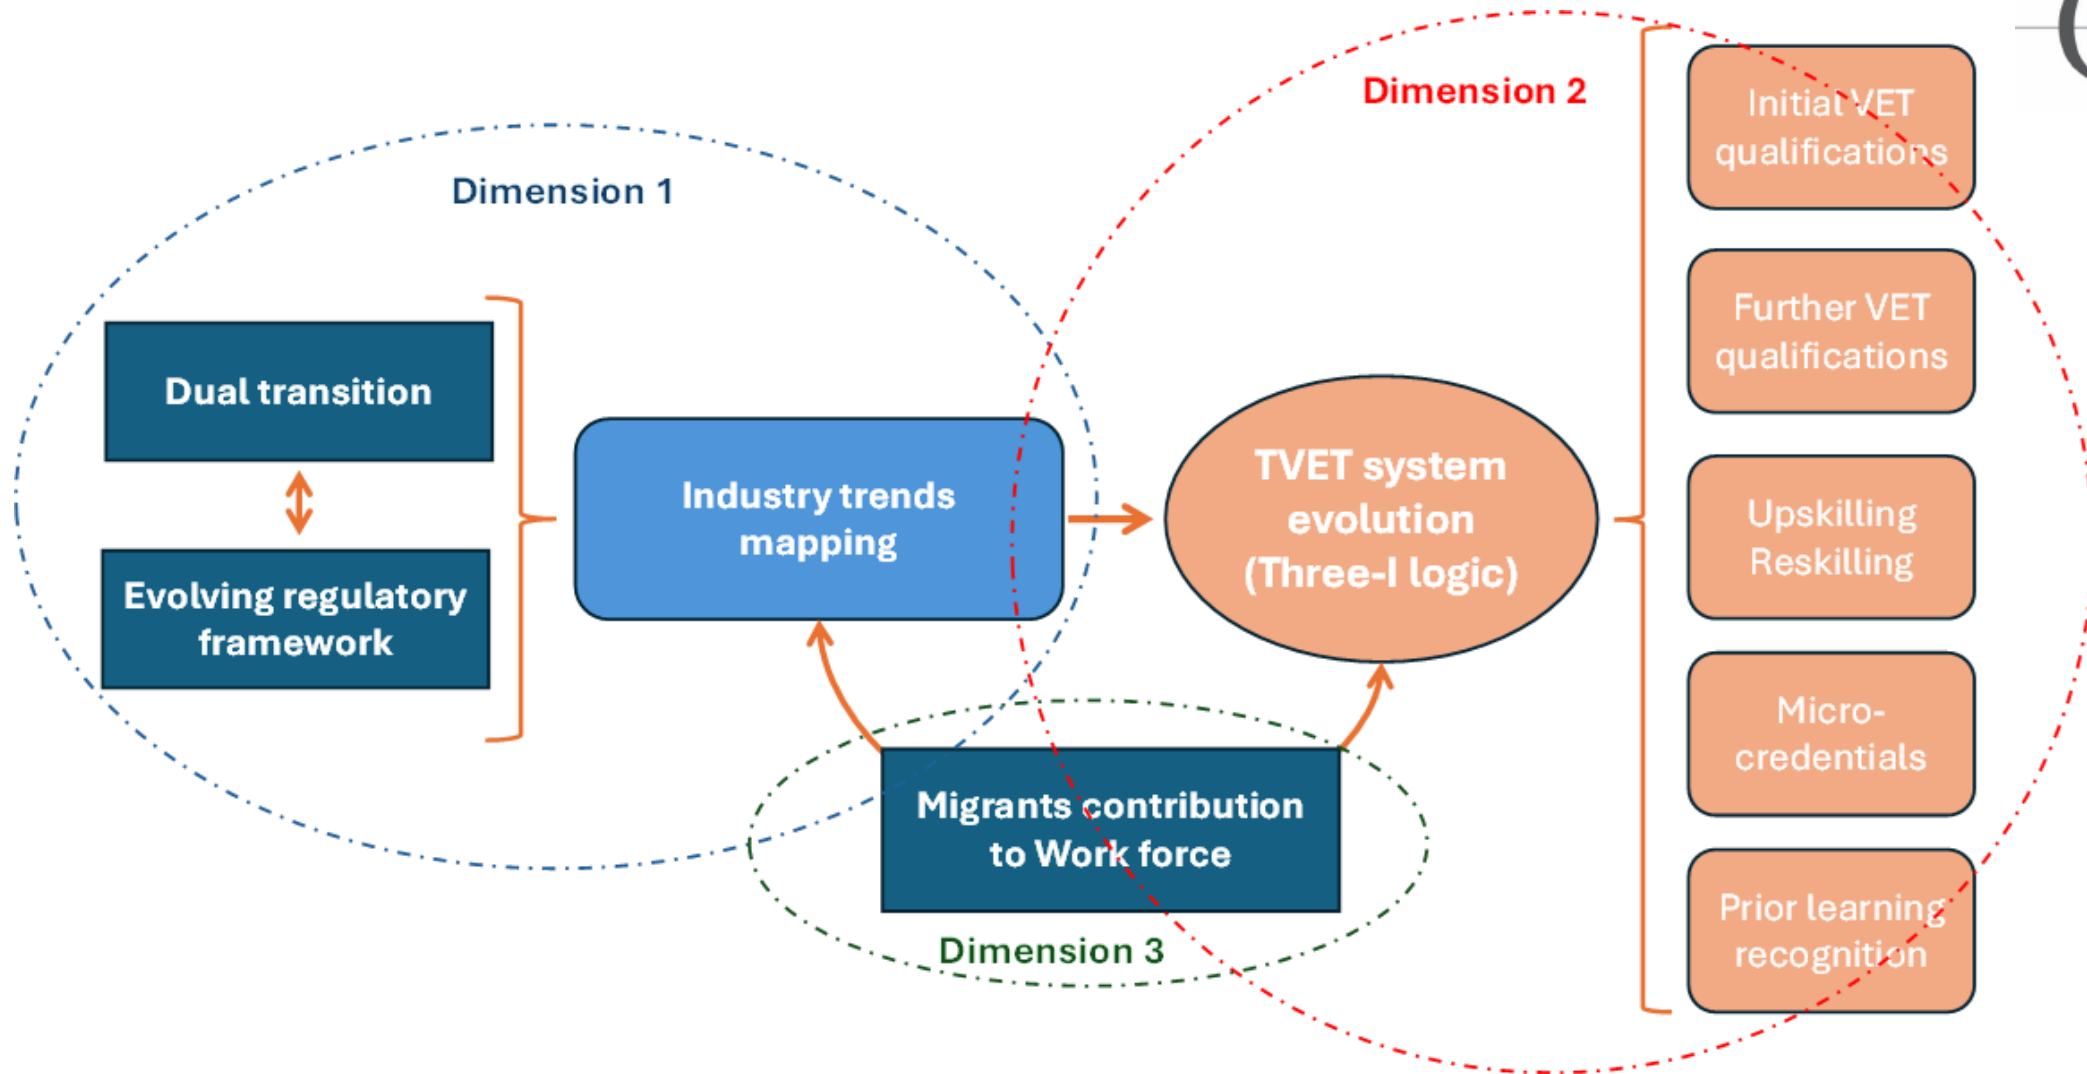 Dimension 1
Dual transition
Evolving regulatory
framework
Industry trends
mapping
Dimension 2
TVET system
evolution
(Three-I logic)
Initial VET
qualifications
Further VET
qualifications
Upskilling
Reskilling
Micro-
credentials
Prior learning
recognition
Migrants contribution
to Work force
Dimension 3